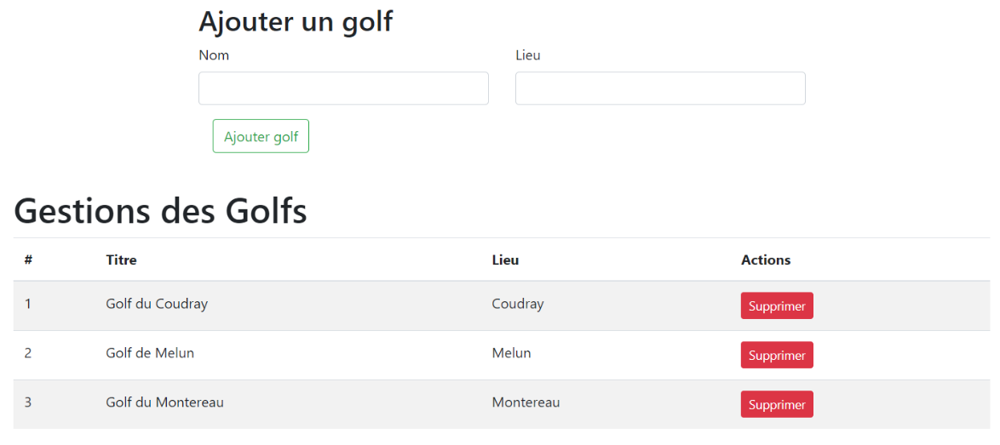 Ajouter un golf
Nom Lieu
Ajouter golf
Gestions des Golfs
# Titre Lieu Actions
1 Golf du Coudray Coudray Supprimer
2 Golf de Melun Melun Supprimer
3 Golf du Montereau Montereau Supprimer